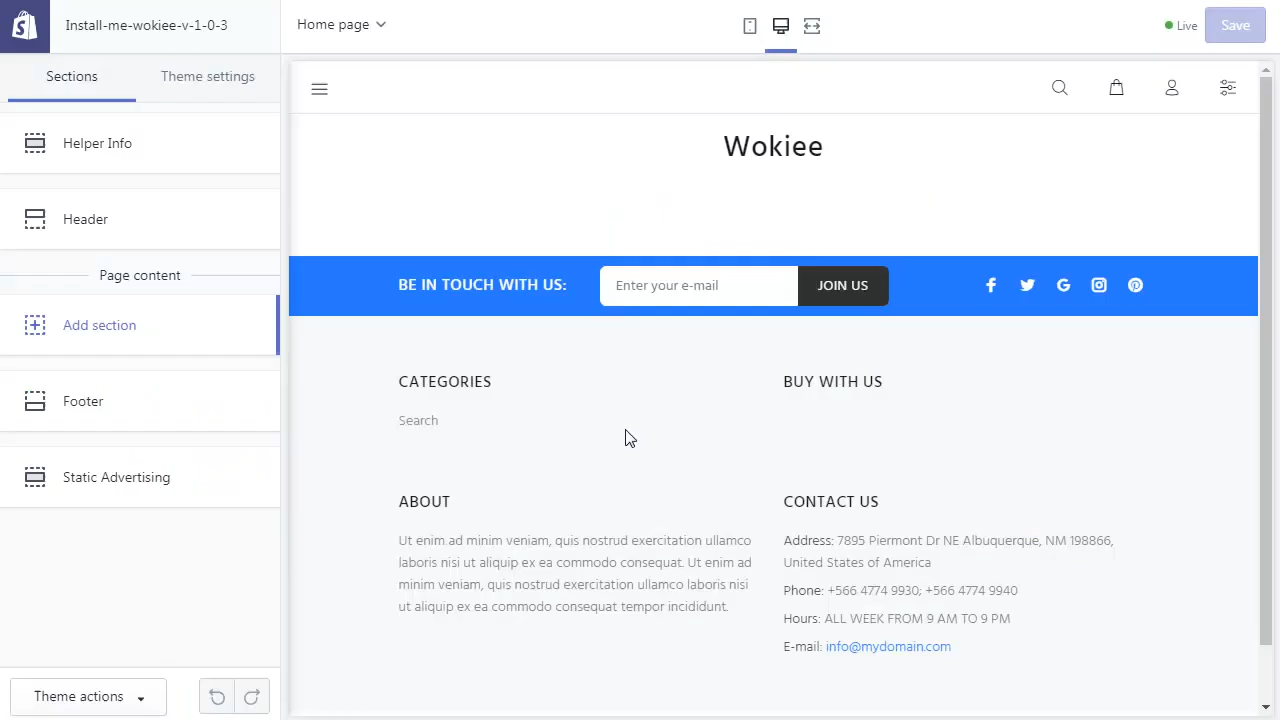 Install-me-wokiee-v-1-0-3
Home page
Live
Save
Sections
Theme settings
Helper Info
Header
Page content
Add section
Footer
Static Advertising
Theme actions
Wokiee
BE IN TOUCH WITH US:
Enter your e-mail
JOIN US
CATEGORIES
Search
BUY WITH US
ABOUT
Ut enim ad minim veniam, quis nostrud exercitation ullamco
laboris nisi ut aliquip ex ea commodo consequat. Ut enim ad
minim veniam, quis nostrud exercitation ullamco laboris nisi
ut aliquip ex ea commodo consequat tempor incididunt.
CONTACT US
Address: 7895 Piermont Dr NE Albuquerque, NM 198866,
United States of America
Phone: +566 4774 9930; +566 4774 9940
Hours: ALL WEEK FROM 9 AM TO 9 PM
E-mail: info@mydomain.com